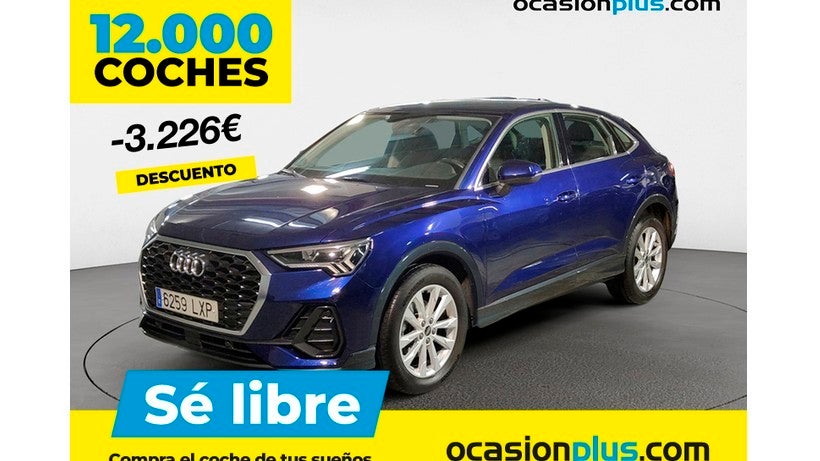 ocasionplus.com
12.000
COCHES
-3.226€
DESCUENTO
6259 LXP
Sé libre
Compra el coche de tus sueños
ocasionplus.com